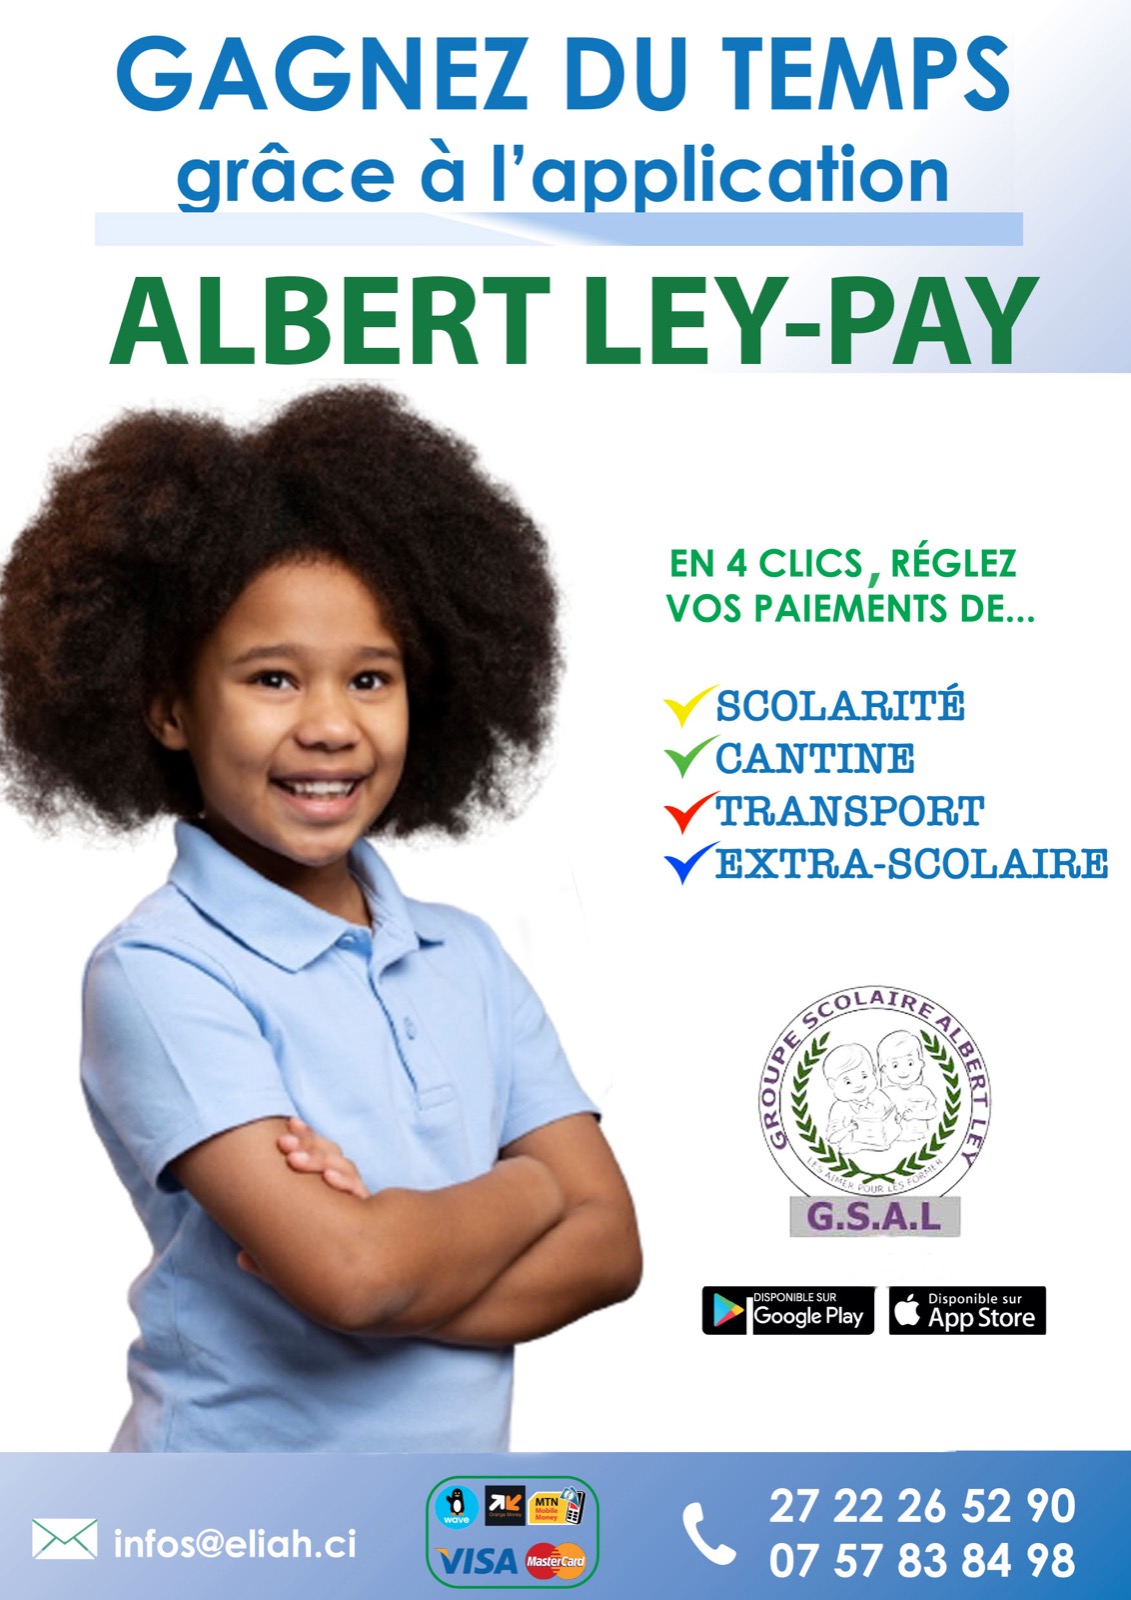 GAGNEZ DU TEMPS
grâce à l'application
ALBERT LEY-PAY
EN 4 CLICS, RÉGLEZ
VOS PAIEMENTS DE...
SCOLARITÉ
CANTINE
TRANSPORT
EXTRA-SCOLAIRE
GROUPE SCOLAIRE ALBERT LEY
LES AIMER POUR LES FORMER
G.S.A.L
DISPONIBLE SUR
Google Play
Disponible sur
App Store
infos@eliah.ci
wave
Orange Money
MTN
Mobile
Money
VISA
MasterCard
27 22 26 52 90
07 57 83 84 98